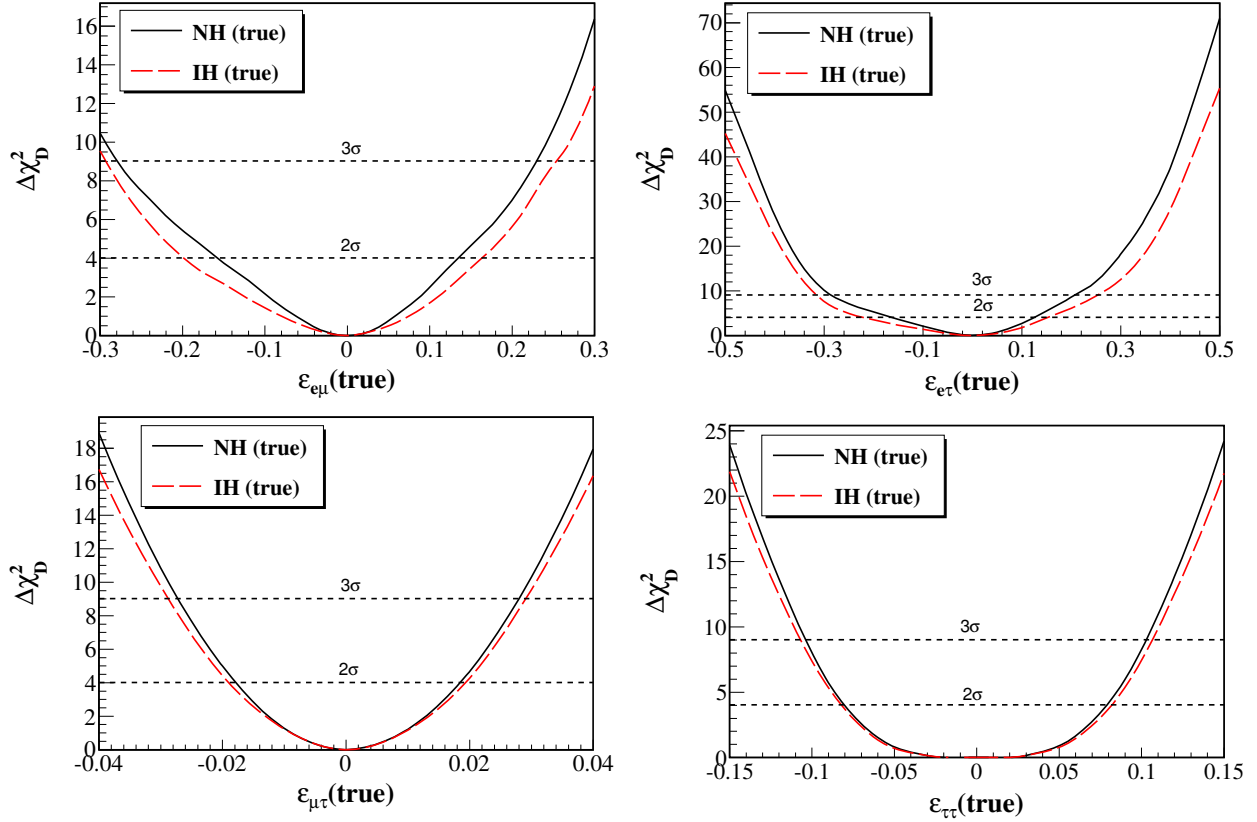 16
14
12
10
8
6
4
2
0
Δχ²_D
NH (true)
IH (true)
3σ
2σ
-0.3 -0.2 -0.1 0 0.1 0.2 0.3
ε_eμ(true)
70
60
50
40
30
20
10
0
Δχ²_D
NH (true)
IH (true)
3σ
2σ
-0.5 -0.3 -0.1 0.1 0.3 0.5
ε_eτ(true)
18
16
14
12
10
8
6
4
2
0
Δχ²_D
NH (true)
IH (true)
3σ
2σ
-0.04 -0.02 0 0.02 0.04
ε_μτ(true)
25
20
15
10
5
0
Δχ²_D
NH (true)
IH (true)
3σ
2σ
-0.15 -0.1 -0.05 0 0.05 0.1 0.15
ε_ττ(true)